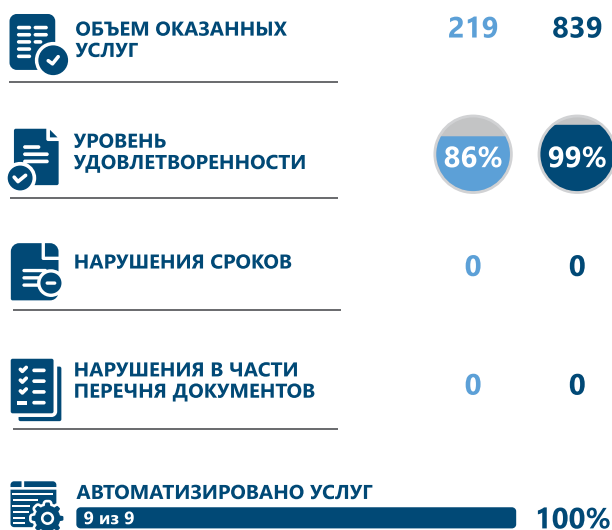 ОБЪЕМ ОКАЗАННЫХ 219 839
УСЛУГ
УРОВЕНЬ
УДОВЛЕТВОРЕННОСТИ 86% 99%
НАРУШЕНИЯ СРОКОВ 0 0
НАРУШЕНИЯ В ЧАСТИ
ПЕРЕЧНЯ ДОКУМЕНТОВ 0 0
АВТОМАТИЗИРОВАНО УСЛУГ
9 из 9 100%